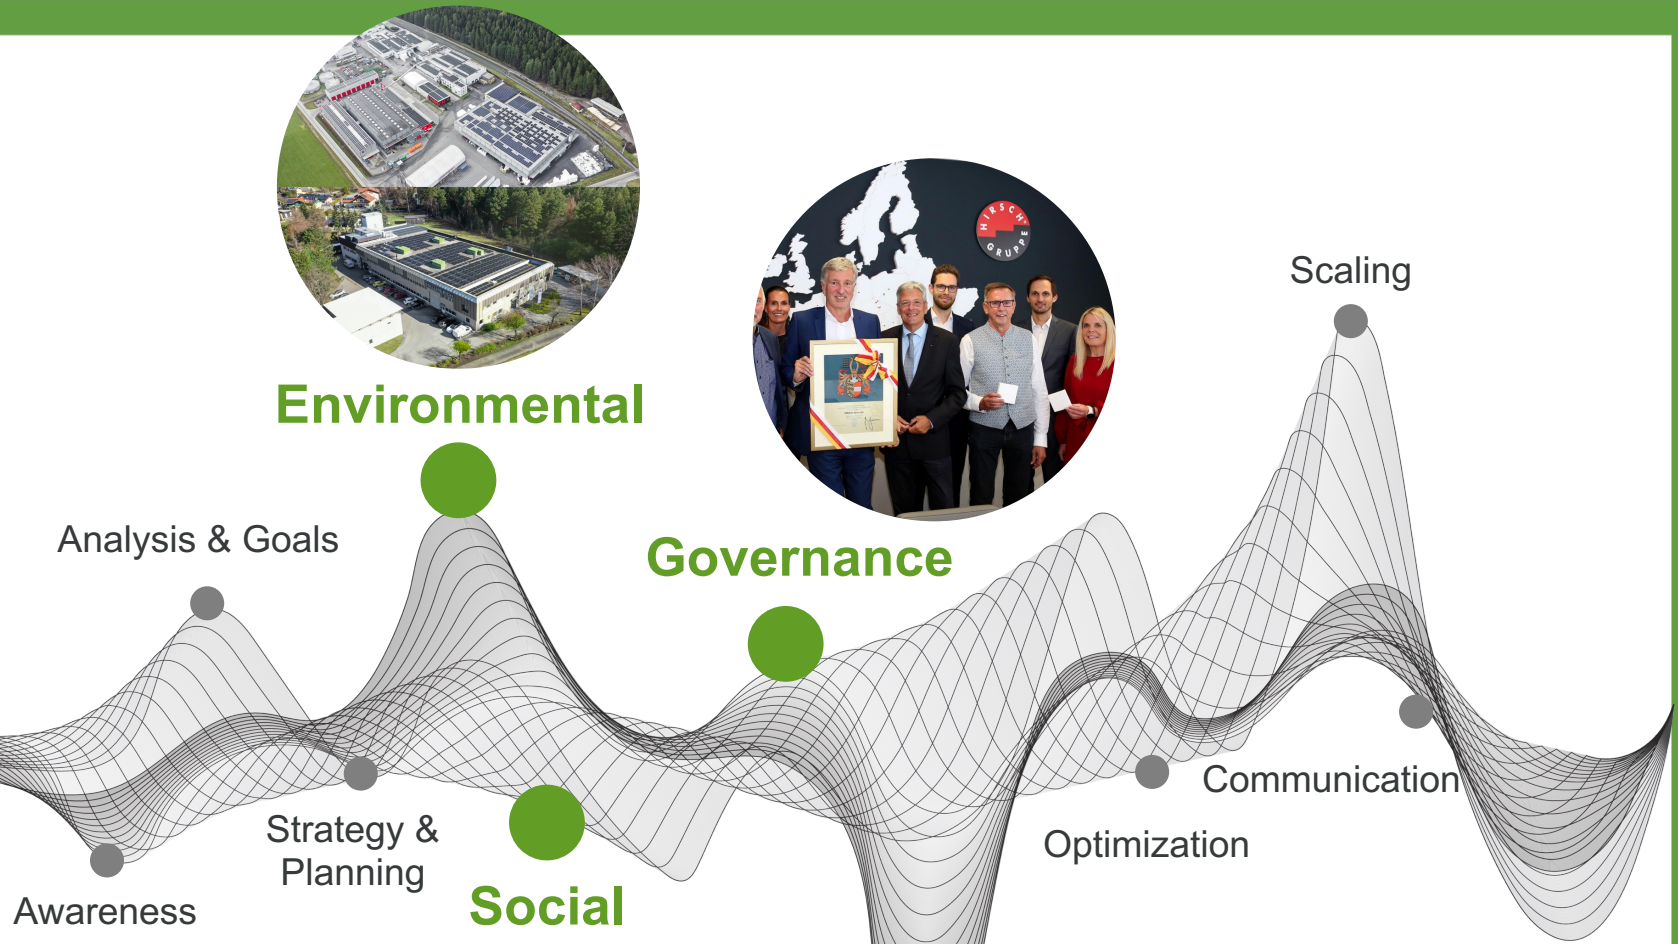 HIRSCH
GRUPPE
Scaling
Environmental
Analysis & Goals
Governance
Communication
Strategy &
Planning
Optimization
Social
Awareness